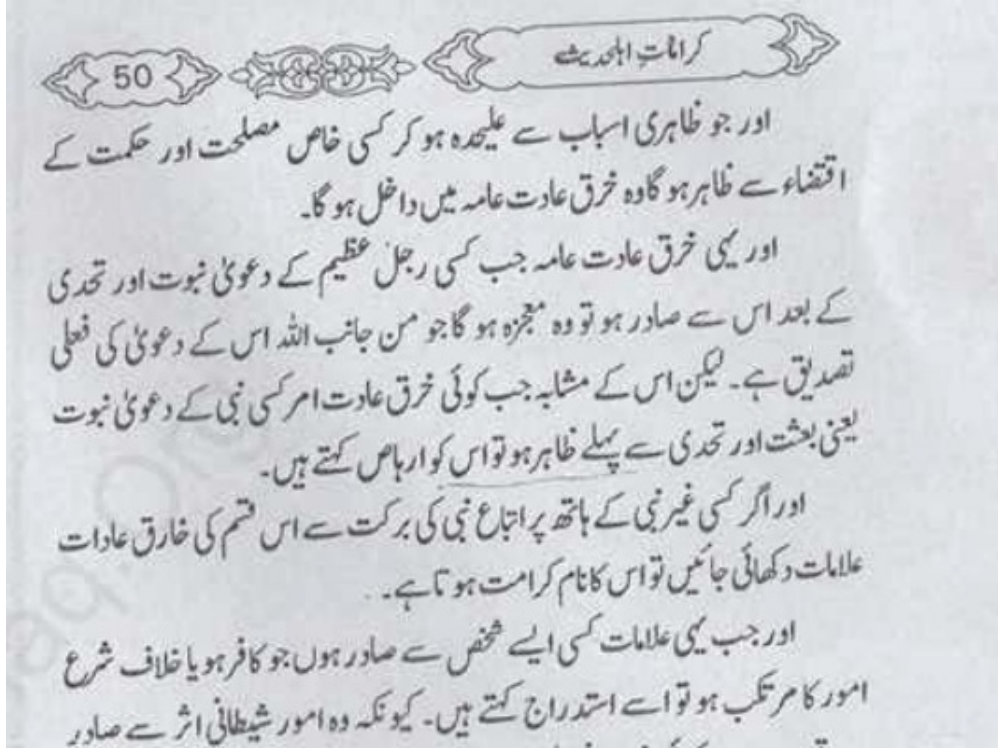 کراماتِ اہلحدیث
50
اور جو ظاہری اسباب سے علیحدہ ہو کر کسی خاص مصلحت اور حکمت کے
اقتضاء سے ظاہر ہو گا وہ خرق عادت عامہ میں داخل ہو گا۔
اور یہی خرق عادت عامہ جب کسی رجل عظیم کے دعویٰ نبوت اور تحدی
کے بعد اس سے صادر ہو تو وہ معجزہ ہو گا جو من جانب اللہ اس کے دعویٰ کی فعلی
تصدیق ہے۔ لیکن اس کے مشابہ جب کوئی خرق عادت امر کسی نبی کے دعویٰ نبوت
یعنی بعثت اور تحدی سے پہلے ظاہر ہو تو اس کو ارہاص کہتے ہیں۔
اور اگر کسی غیر نبی کے ہاتھ پر اتباع نبی کی برکت سے اس قسم کی خارق عادات
علامات دکھائی جائیں تو اس کا نام کرامت ہوتا ہے۔
اور جب یہی علامات کسی ایسے شخص سے صادر ہوں جو کافر ہو یا خلاف شرع
امور کا مرتکب ہو تو اسے استدراج کہتے ہیں۔ کیونکہ وہ امور شیطانی اثر سے صادر